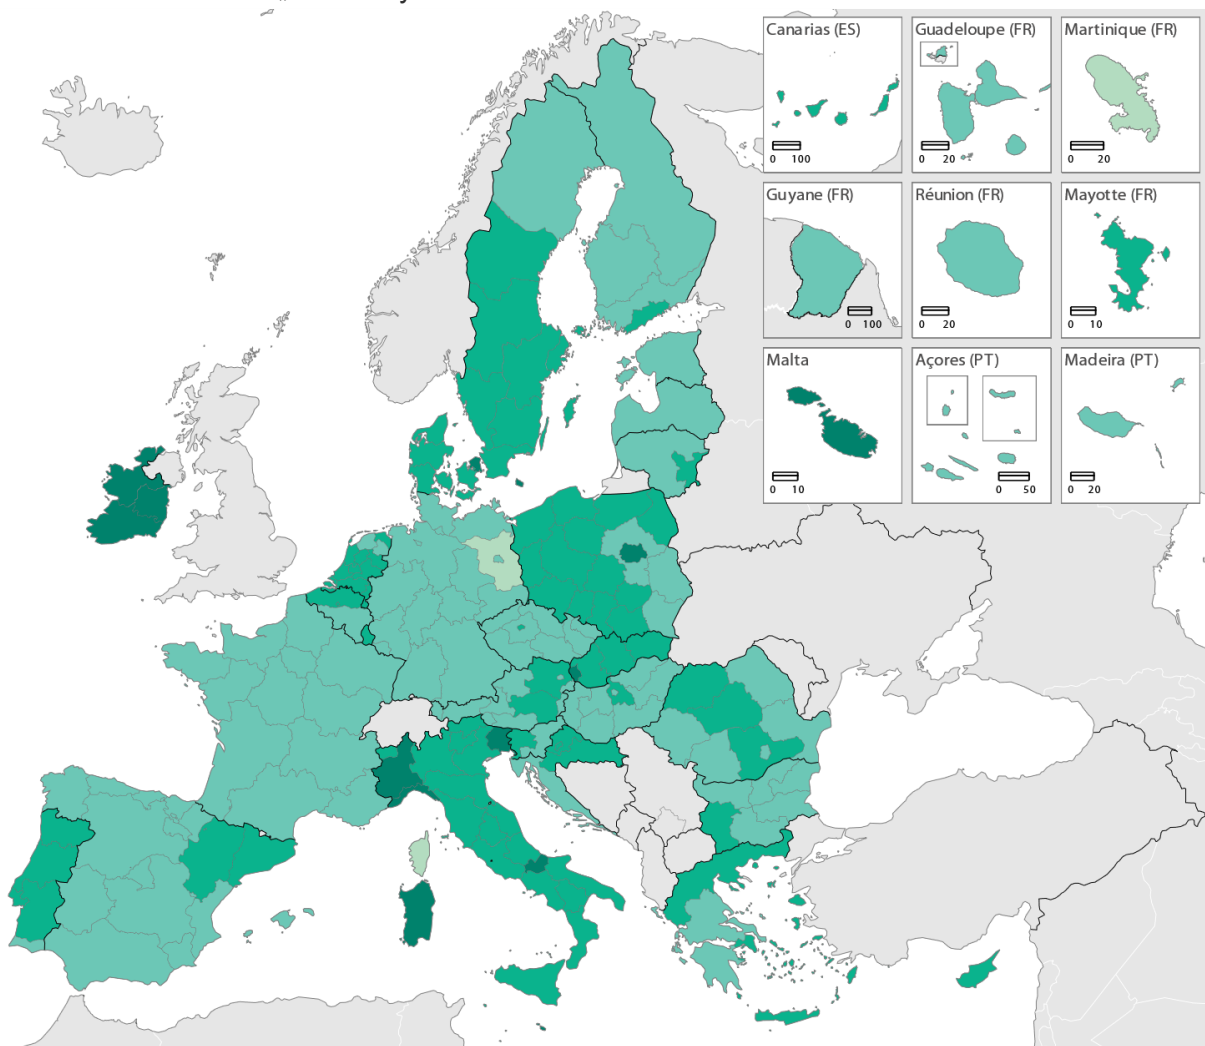 Canarias (ES)
0 100
Guadeloupe (FR)
0 20
Martinique (FR)
0 20
Guyane (FR)
0 100
Réunion (FR)
0 20
Mayotte (FR)
0 10
Malta
0 10
Açores (PT)
0 50
Madeira (PT)
0 20